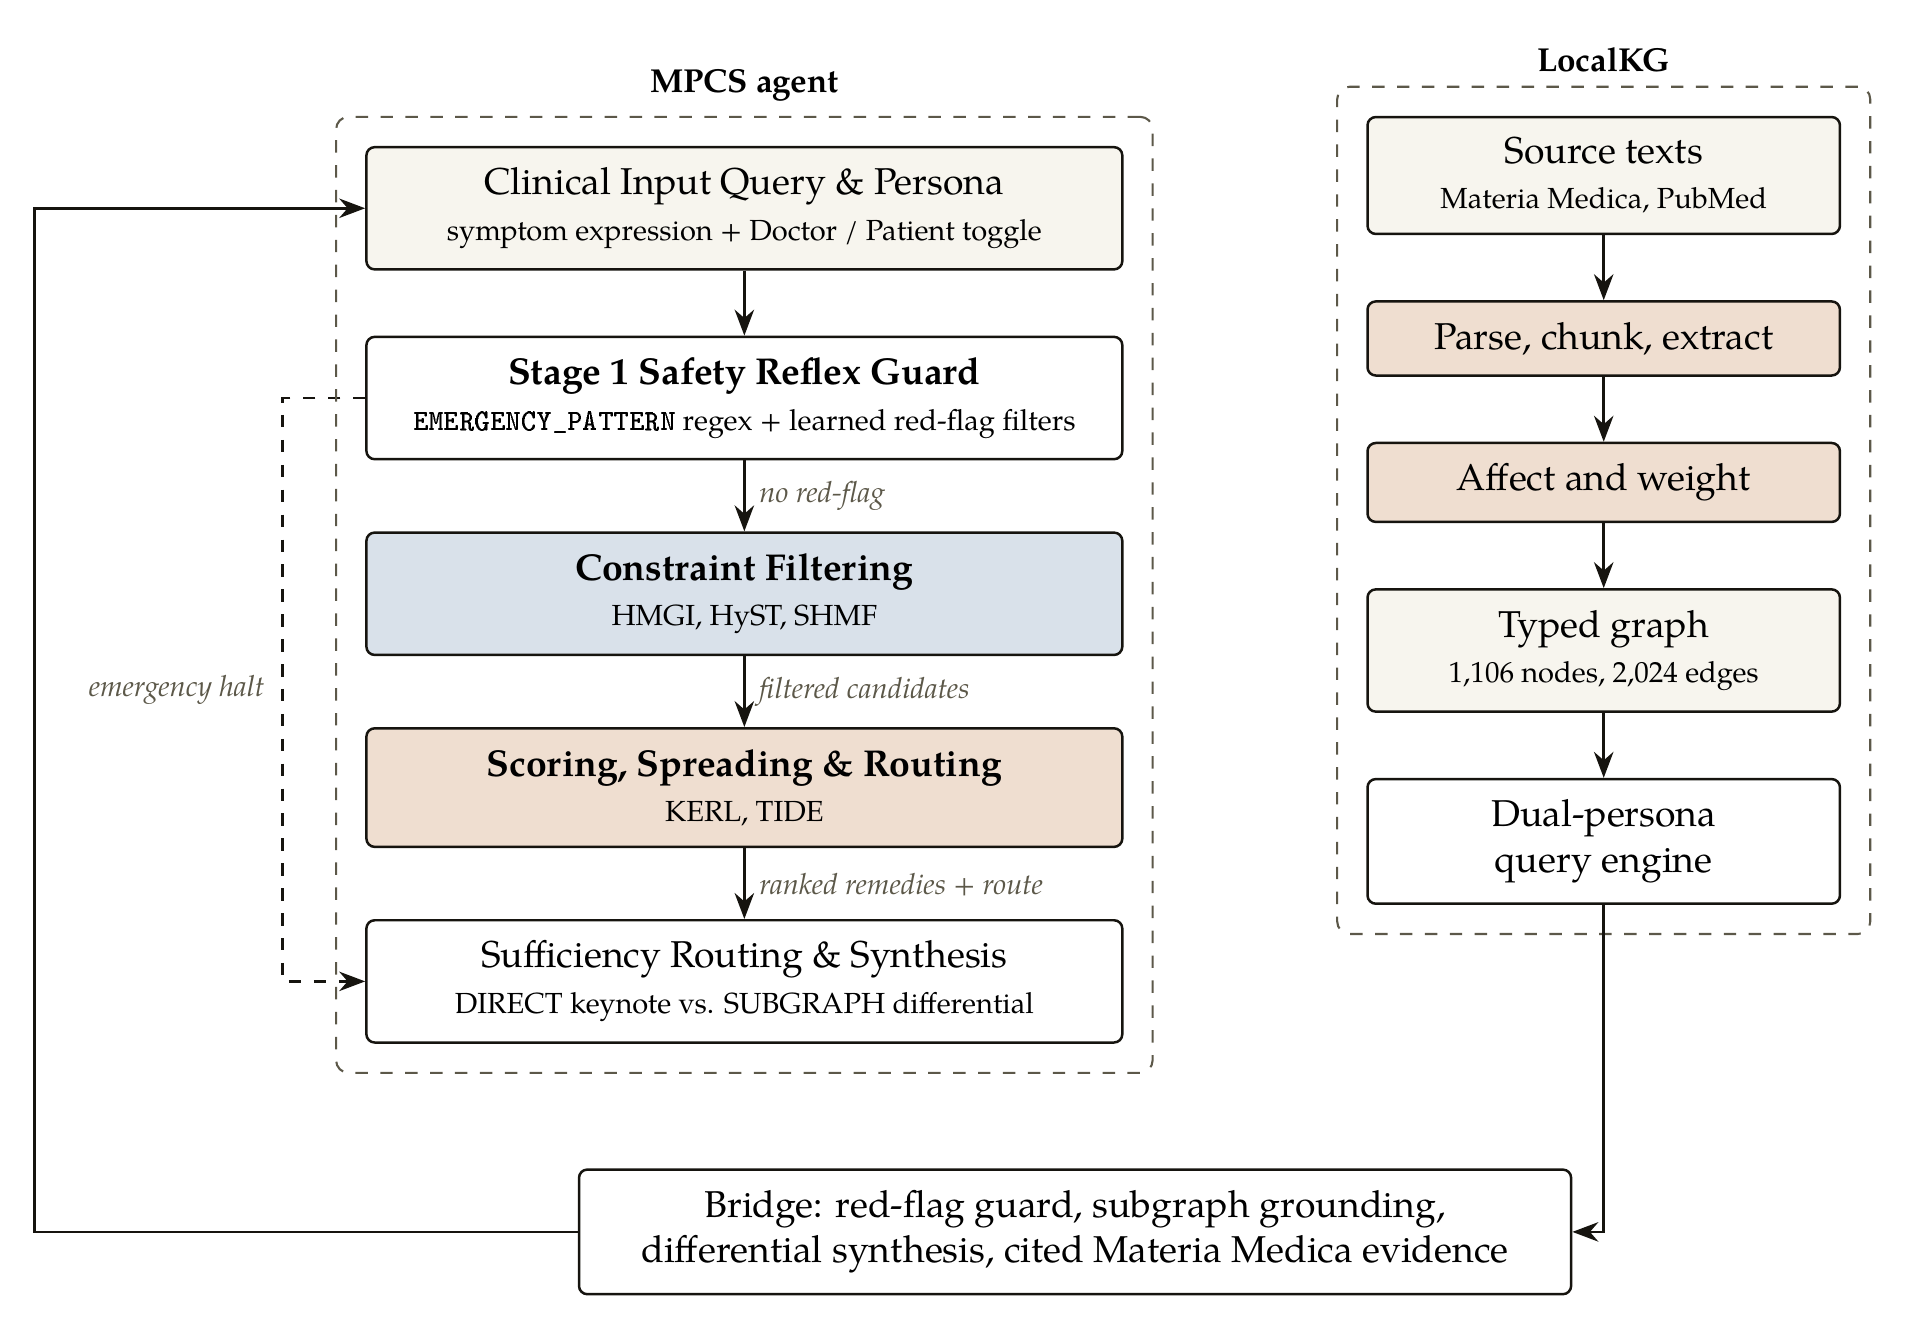 MPCS agent
Clinical Input Query & Persona
symptom expression + Doctor / Patient toggle
Stage 1 Safety Reflex Guard
EMERGENCY_PATTERN regex + learned red-flag filters
no red-flag
Constraint Filtering
HMGI, HyST, SHMF
emergency halt
filtered candidates
Scoring, Spreading & Routing
KERL, TIDE
ranked remedies + route
Sufficiency Routing & Synthesis
DIRECT keynote vs. SUBGRAPH differential
LocalKG
Source texts
Materia Medica, PubMed
Parse, chunk, extract
Affect and weight
Typed graph
1,106 nodes, 2,024 edges
Dual-persona
query engine
Bridge: red-flag guard, subgraph grounding,
differential synthesis, cited Materia Medica evidence